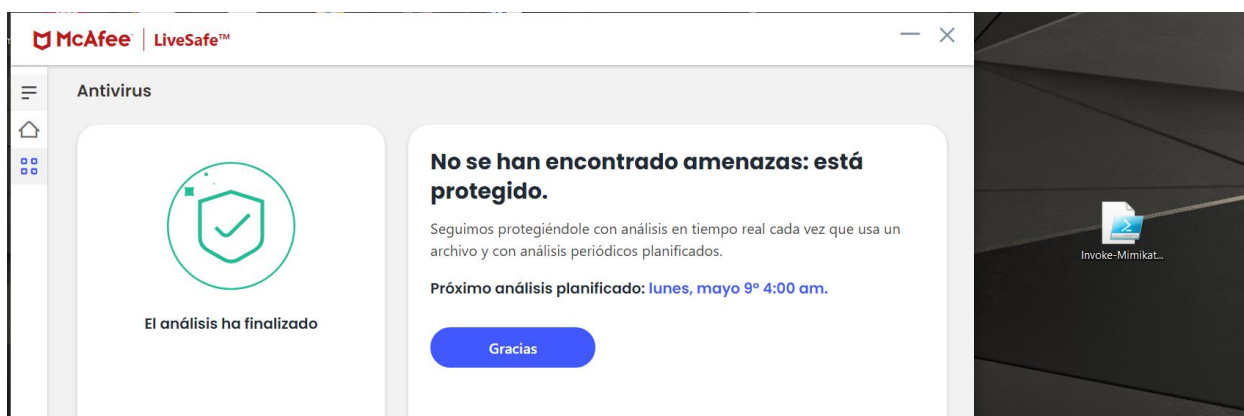 McAfee | LiveSafe™
Antivirus
No se han encontrado amenazas: está
protegido.
Seguimos protegiéndole con análisis en tiempo real cada vez que usa un
archivo y con análisis periódicos planificados.
Próximo análisis planificado: lunes, mayo 9º 4:00 am.
El análisis ha finalizado
Gracias
Invoke-Mimikat...